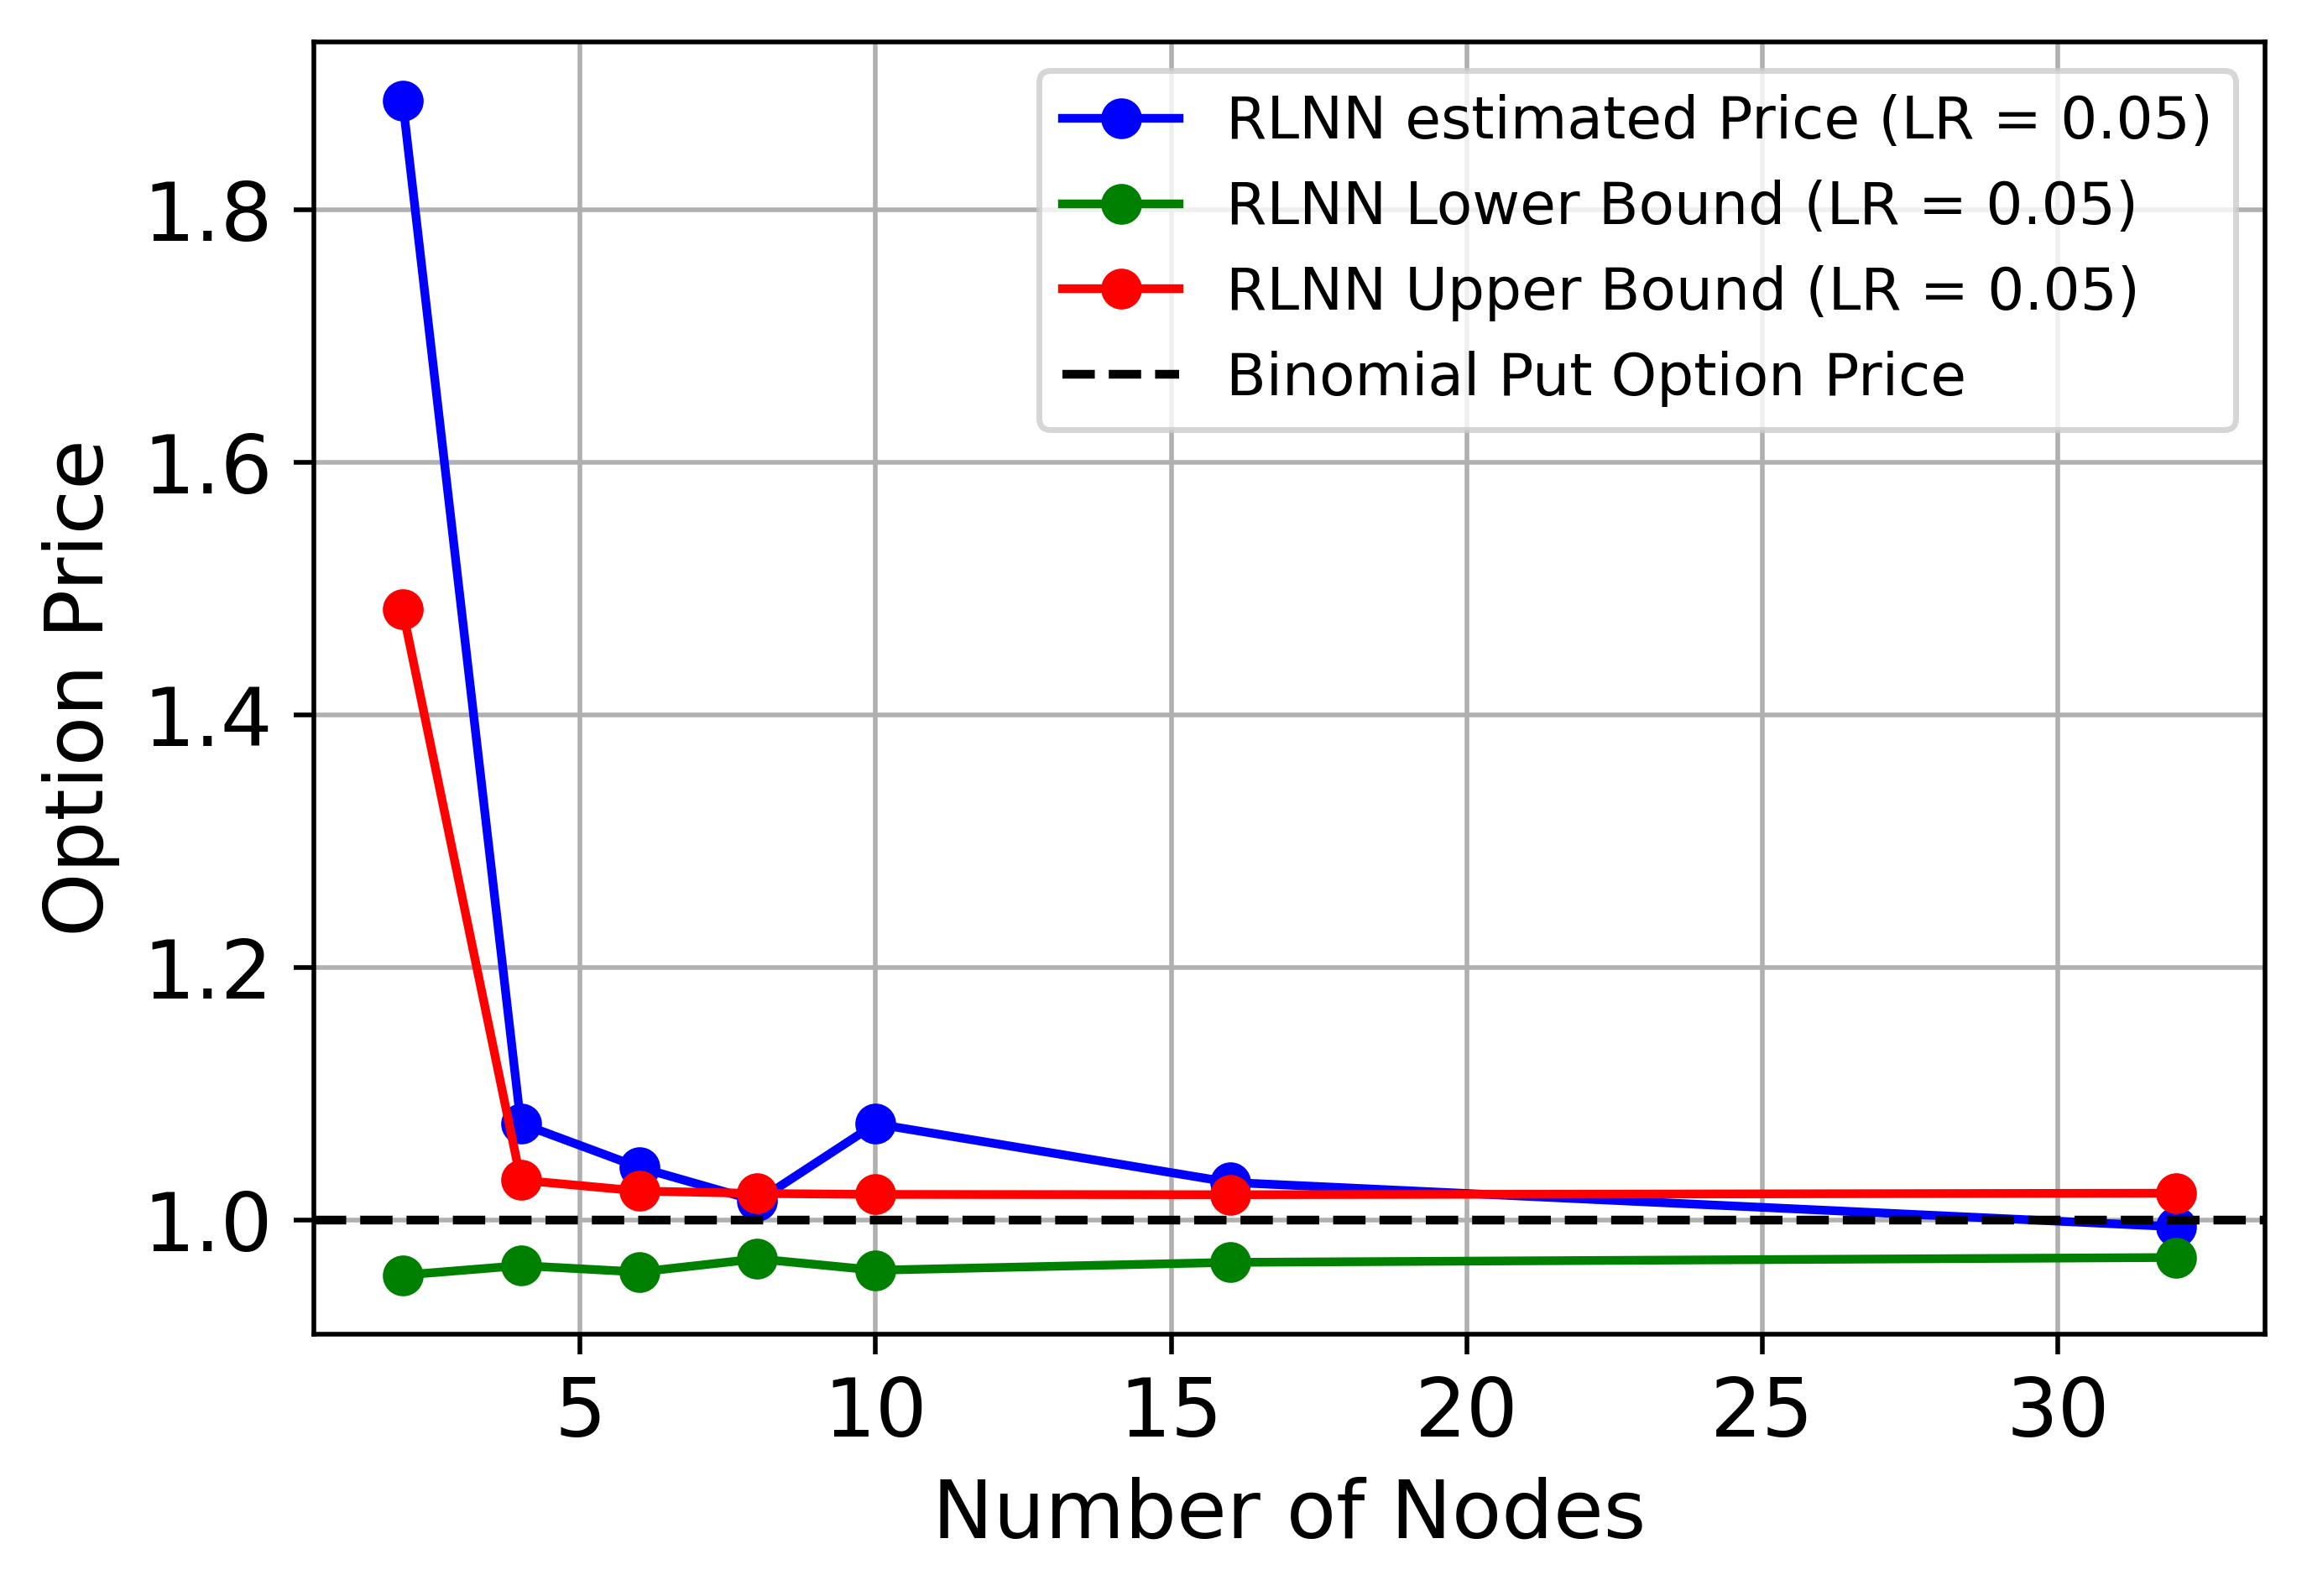 RLNN estimated Price (LR = 0.05)
RLNN Lower Bound (LR = 0.05)
RLNN Upper Bound (LR = 0.05)
Binomial Put Option Price
Option Price
1.8
1.6
1.4
1.2
1.0
5 10 15 20 25 30
Number of Nodes